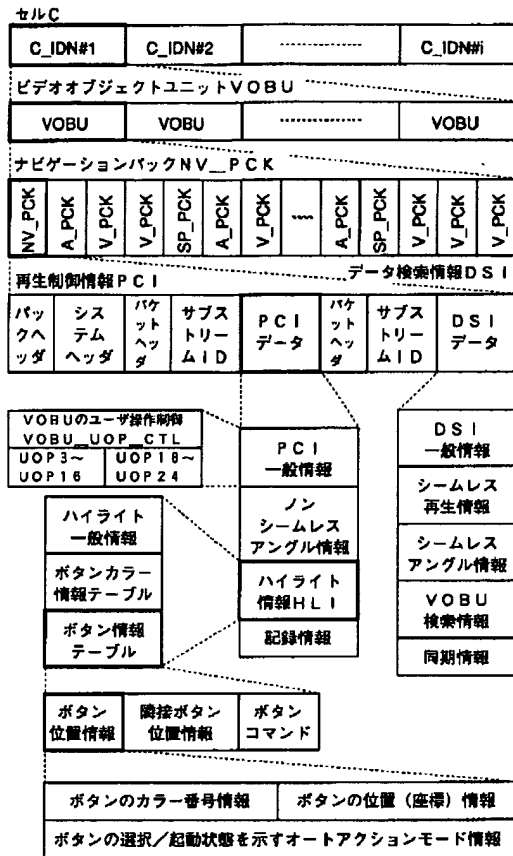 セルC
C_IDN#1 C_IDN#2 C_IDN#i
ビデオオブジェクトユニットVOBU
VOBU VOBU VOBU
ナビゲーションパックNV_PCK
NV_PCK A_PCK V_PCK V_PCK SP_PCK A_PCK V_PCK A_PCK SP_PCK V_PCK V_PCK V_PCK
データ検索情報DSI
再生制御情報PCI
パッ
クヘ
ッダ
シス
テム
ヘッダ
パケ
ット
ヘッ
ダ
サブス
トリー
ムID
PCI
データ
パケ
ット
ヘッ
ダ
サブス
トリー
ムID
DSI
データ
VOBUのユーザ操作制御
VOBU_UOP_CTL
UOP3~
UOP16
UOP18~
UOP24
PCI
一般情報
ノン
シームレス
アングル情報
ハイライト
情報HLI
記録情報
DSI
一般情報
シームレス
再生情報
シームレス
アングル情報
VOBU
検索情報
同期情報
ハイライト
一般情報
ボタンカラー
情報テーブル
ボタン情報
テーブル
ボタン
位置情報
隣接ボタン
位置情報
ボタン
コマンド
ボタンのカラー番号情報
ボタンの位置(座標)情報
ボタンの選択/起動状態を示すオートアクションモード情報